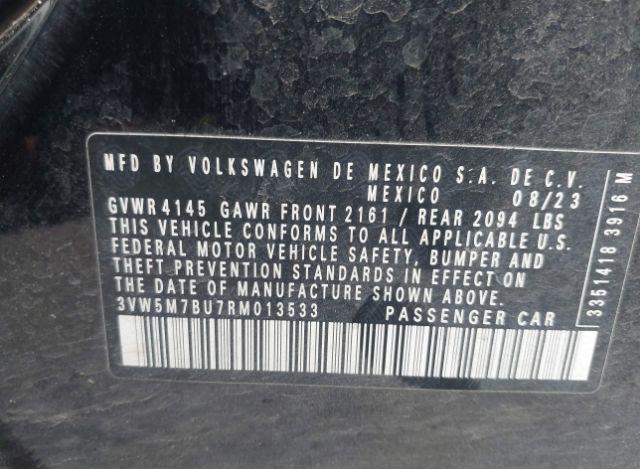 MFD BY VOLKSWAGEN DE MEXICO S.A. DE C.V.
MEXICO 08/23
GVWR 4145 GAWR FRONT 2161 / REAR 2094 LBS
THIS VEHICLE CONFORMS TO ALL APPLICABLE U.S.
FEDERAL MOTOR VEHICLE SAFETY, BUMPER AND
THEFT PREVENTION STANDARDS IN EFFECT ON
THE DATE OF MANUFACTURE SHOWN ABOVE.
3VW5M7BU7RM013533 PASSENGER CAR
3351418 3916 M